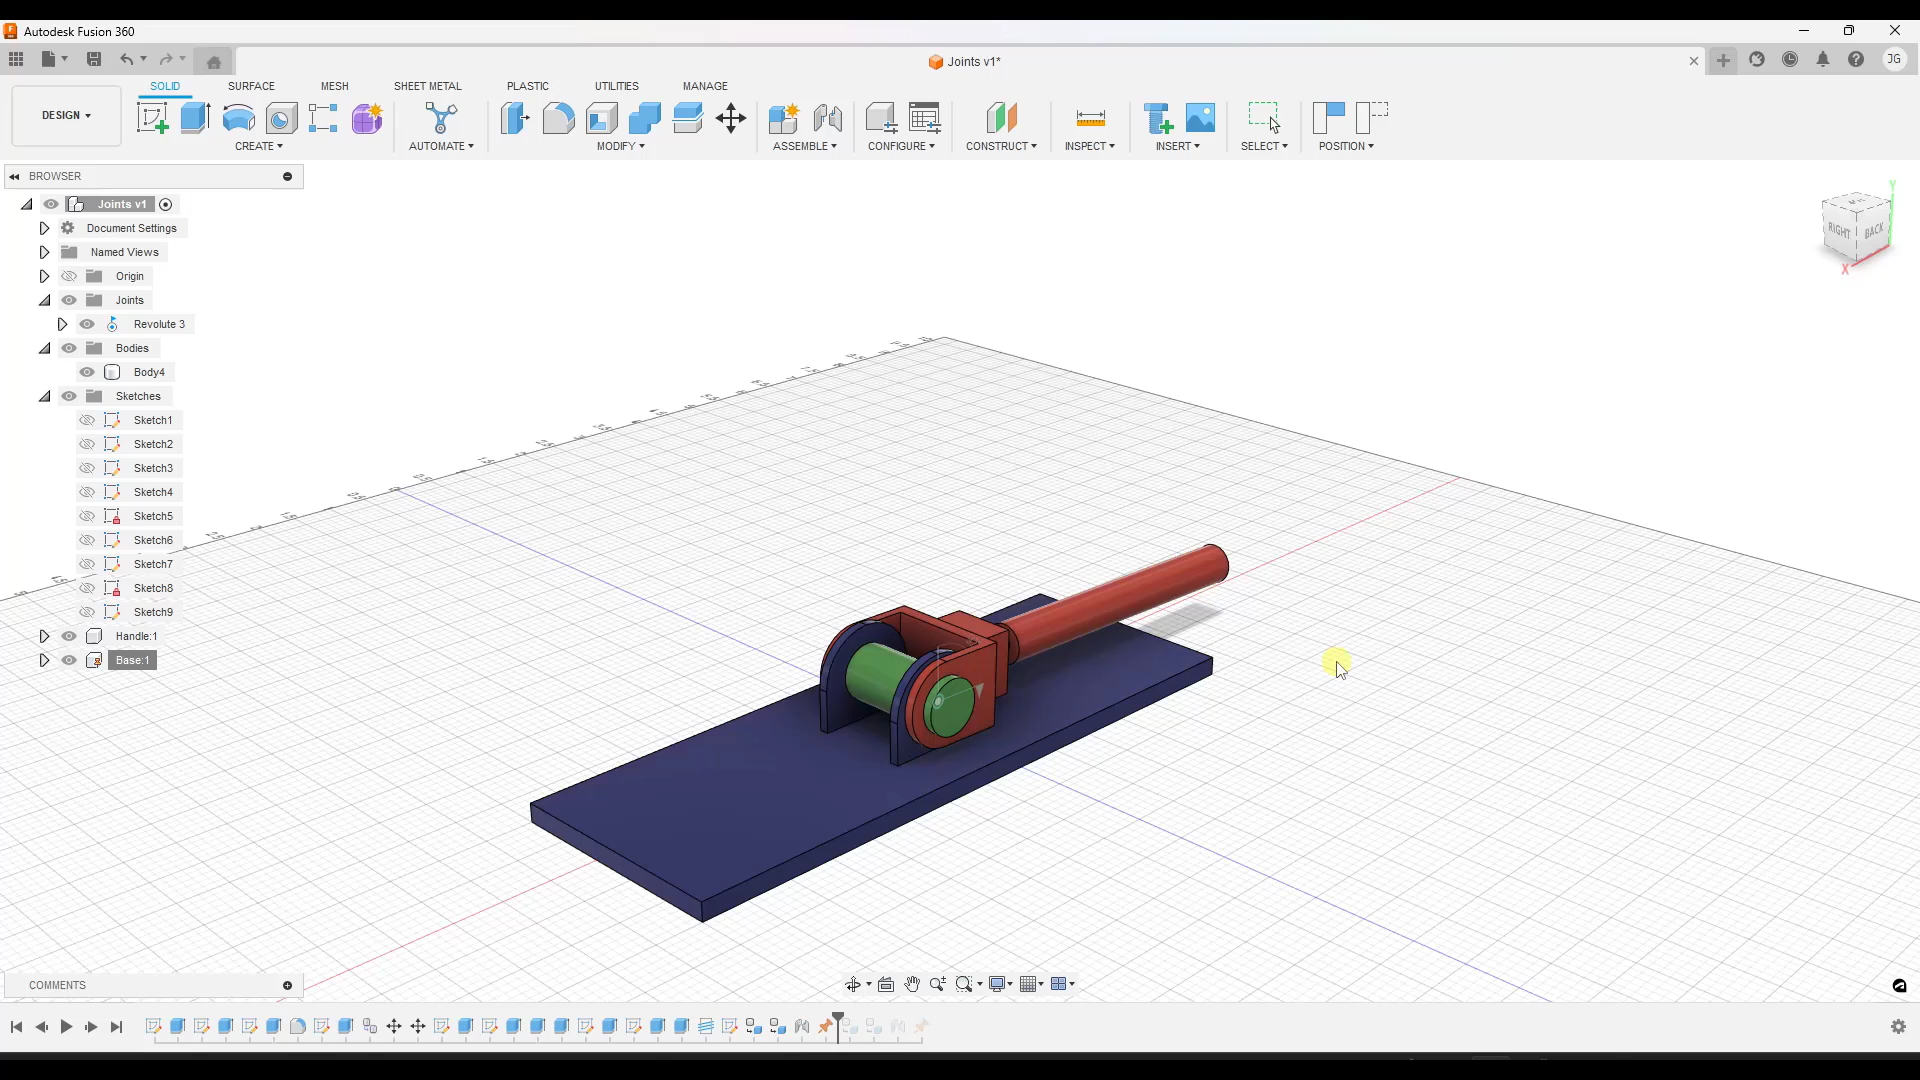 Autodesk Fusion 360
Joints v1*
JG
SOLID SURFACE MESH SHEET METAL PLASTIC UTILITIES MANAGE
DESIGN
CREATE AUTOMATE MODIFY ASSEMBLE CONFIGURE CONSTRUCT INSPECT INSERT SELECT POSITION
BROWSER
Joints v1
Document Settings
Named Views
Origin
Joints
Revolute 3
Bodies
Body4
Sketches
Sketch1
Sketch2
Sketch3
Sketch4
Sketch5
Sketch6
Sketch7
Sketch8
Sketch9
Handle:1
Base:1
Y
RIGHT
BACK
X
COMMENTS